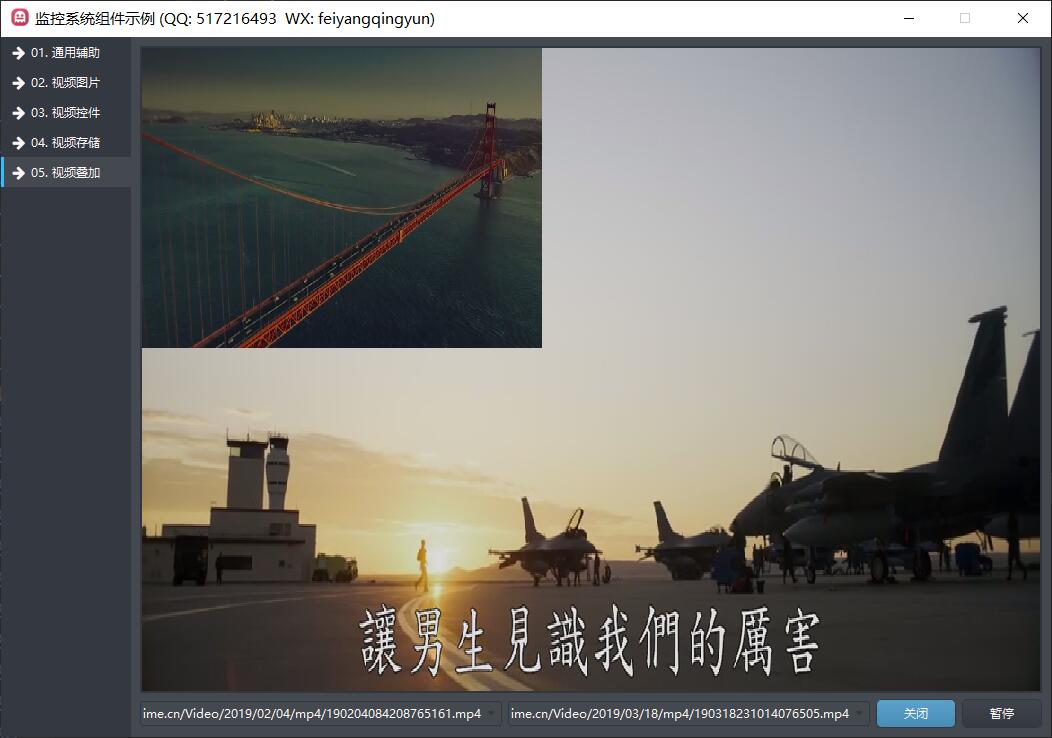 监控系统组件示例 (QQ: 517216493  WX: feiyangqingyun)
01. 通用辅助
02. 视频图片
03. 视频控件
04. 视频存储
05. 视频叠加
讓男生見識我們的厲害
ime.cn/Video/2019/02/04/mp4/190204084208765161.mp4
ime.cn/Video/2019/03/18/mp4/190318231014076505.mp4
关闭
暂停